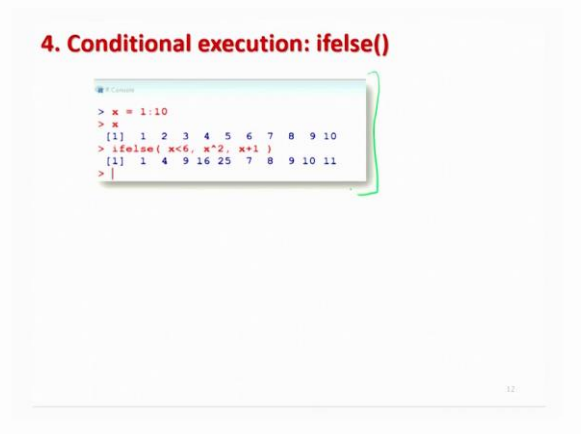 4. Conditional execution: ifelse()
R Console
> x = 1:10
> x
[1] 1 2 3 4 5 6 7 8 9 10
> ifelse( x<6, x^2, x+1 )
[1] 1 4 9 16 25 7 8 9 10 11
>
12